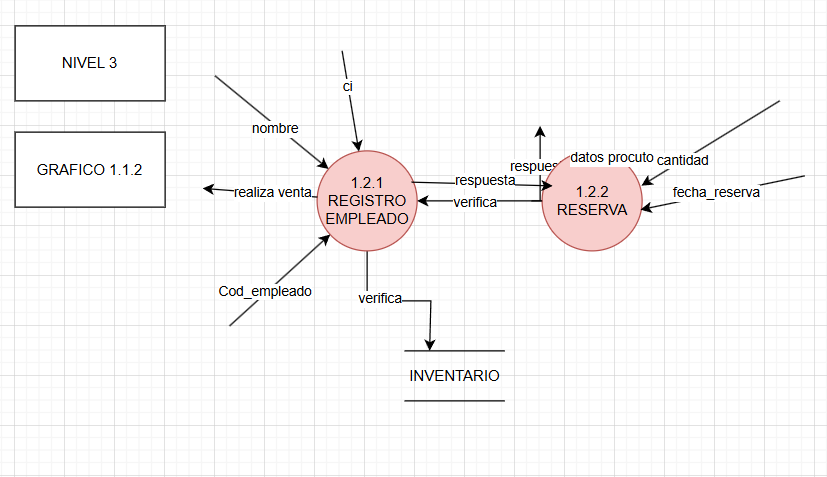 NIVEL 3
ci
nombre
GRAFICO 1.1.2
realiza venta
1.2.1
REGISTRO
EMPLEADO
respuesta
verifica
respues
datos procuto
cantidad
1.2.2
RESERVA
fecha_reserva
Cod_empleado
verifica
INVENTARIO